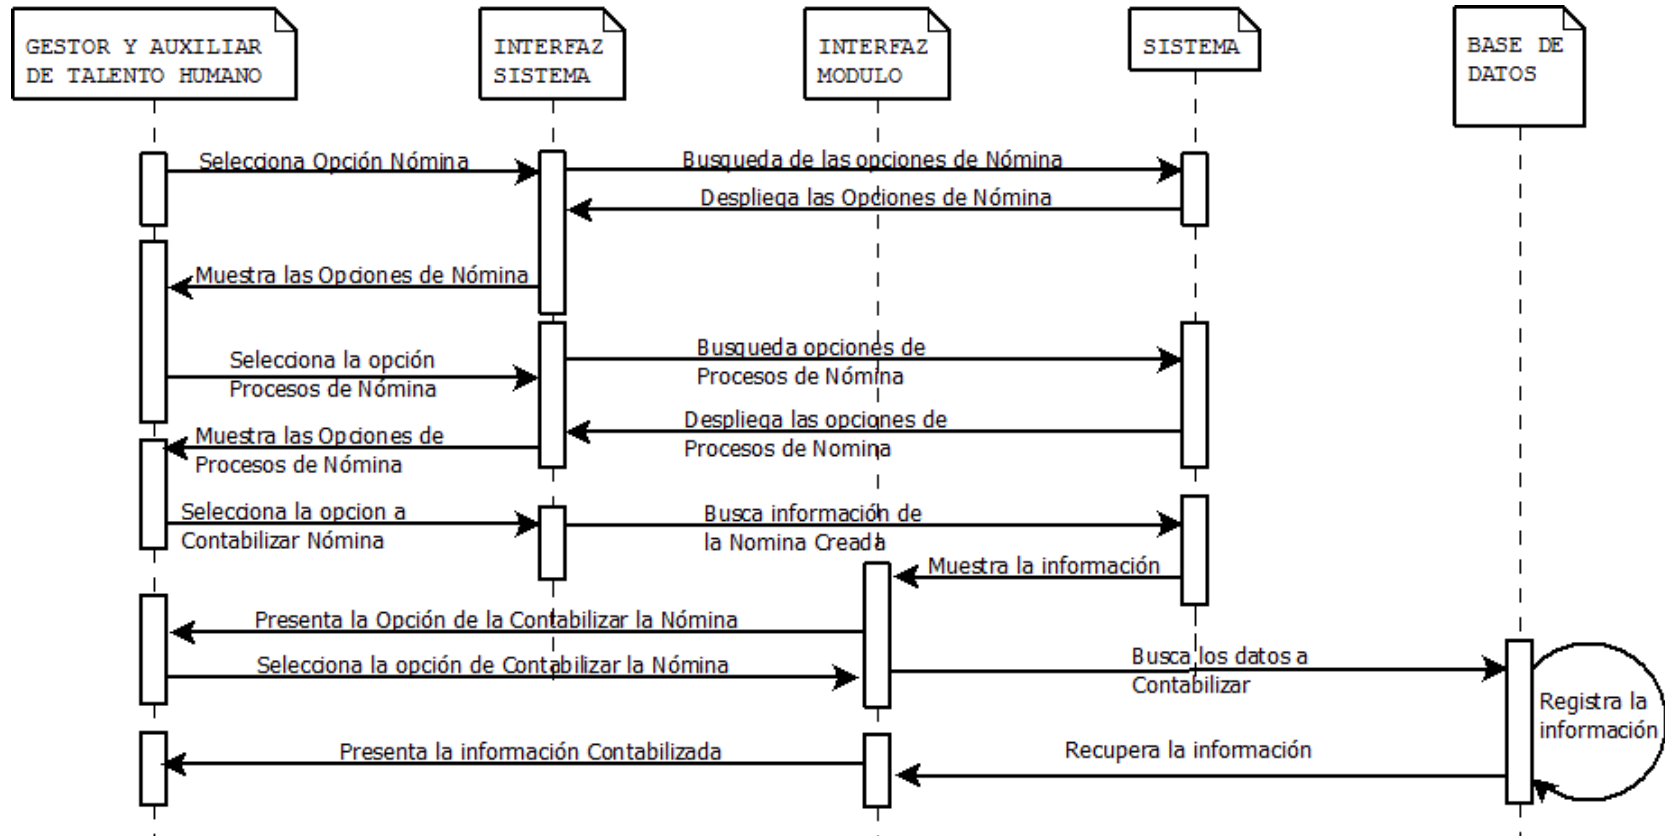 GESTOR Y AUXILIAR
DE TALENTO HUMANO
INTERFAZ
SISTEMA
INTERFAZ
MODULO
SISTEMA
BASE DE
DATOS
Selecciona Opción Nómina
Busqueda de las opciones de Nómina
Despliega las Opciones de Nómina
Muestra las Opciones de Nómina
Selecciona la opción
Procesos de Nómina
Busqueda opciones de
Procesos de Nómina
Despliega las opciones de
Procesos de Nomina
Muestra las Opciones de
Procesos de Nómina
Selecciona la opcion a
Contabilizar Nómina
Busca información de
la Nomina Creada
Muestra la información
Presenta la Opción de la Contabilizar la Nómina
Selecciona la opción de Contabilizar la Nómina
Busca los datos a
Contabilizar
Registra la
información
Presenta la información Contabilizada
Recupera la información